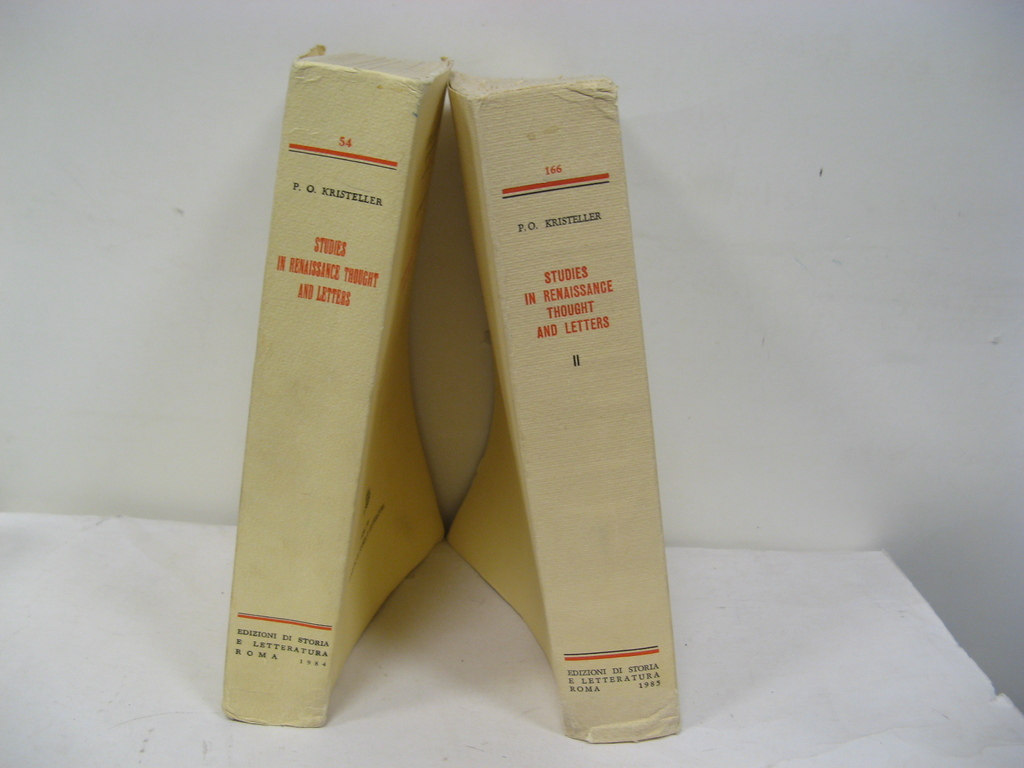 54
P. O. KRISTELLER
STUDIES
IN RENAISSANCE THOUGHT
AND LETTERS
EDIZIONI DI STORIA
E LETTERATURA
ROMA 1984
166
P. O. KRISTELLER
STUDIES
IN RENAISSANCE
THOUGHT
AND LETTERS
II
EDIZIONI DI STORIA
E LETTERATURA
ROMA 1985